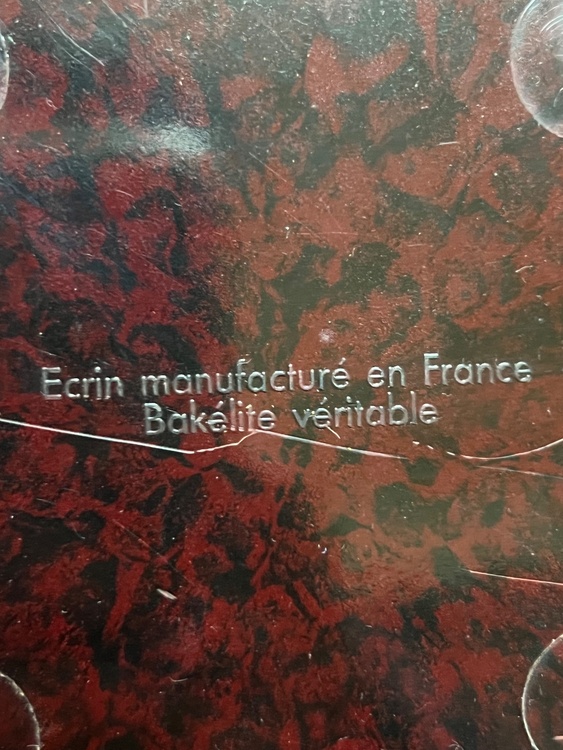 Ecrin manufacturé en France
Bakélite véritable